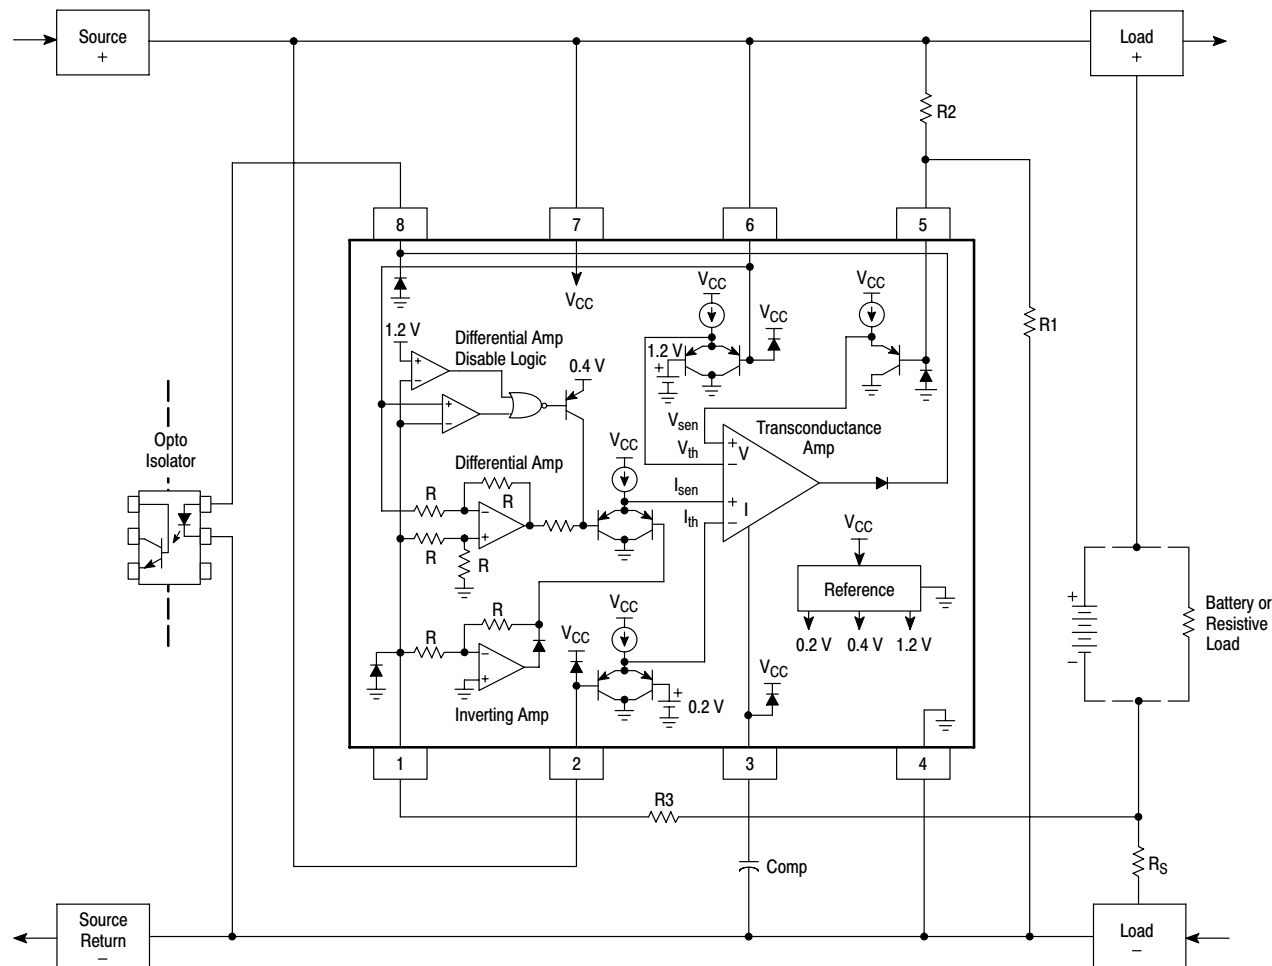 Source
+
Load
+
R2
8
7
6
5
VCC
VCC
VCC
VCC
R1
1.2 V
Differential Amp
Disable Logic
1.2 V
+
0.4 V
+
−
+
−
Opto
Isolator
Vsen
Vth
Transconductance
Amp
VCC
+
V
−
Differential Amp
Isen
+
I
R
R
−
Ith
−
+
VCC
R
R
Reference
+
Battery or
Resistive
Load
−
R
VCC
0.2 V
0.4 V
1.2 V
R
VCC
−
+
VCC
+
0.2 V
Inverting Amp
1
2
3
4
R3
Comp
RS
Source
Return
−
Load
−